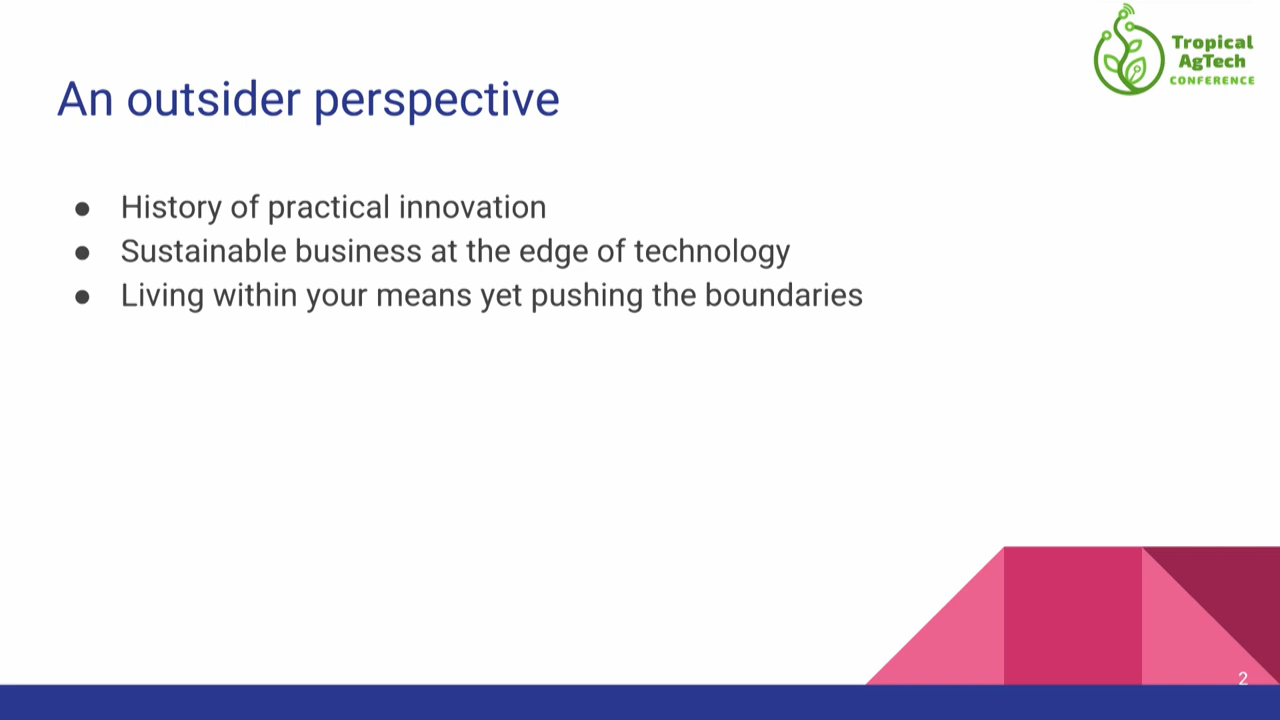 Tropical
AgTech
CONFERENCE
An outsider perspective
● History of practical innovation
● Sustainable business at the edge of technology
● Living within your means yet pushing the boundaries
2